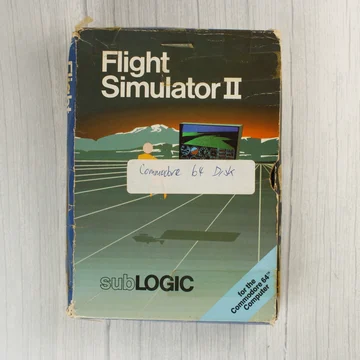 Flight
Simulator II
Commodore 64 Disk
subLOGIC
for the
Commodore 64™
Computer